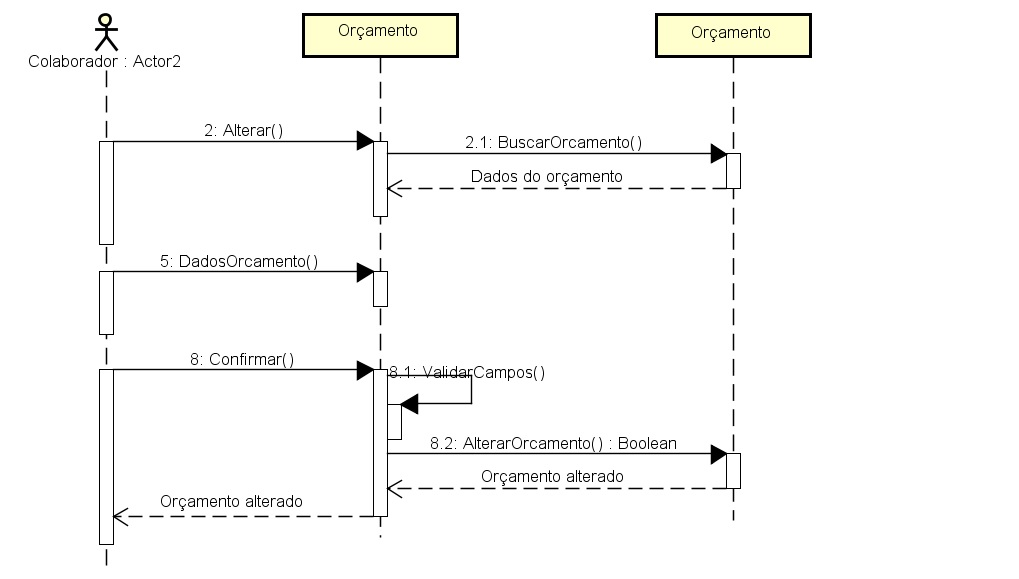 Colaborador : Actor2
Orçamento
Orçamento
2: Alterar()
2.1: BuscarOrcamento()
Dados do orçamento
5: DadosOrcamento()
8: Confirmar()
8.1: ValidarCampos()
8.2: AlterarOrcamento() : Boolean
Orçamento alterado
Orçamento alterado